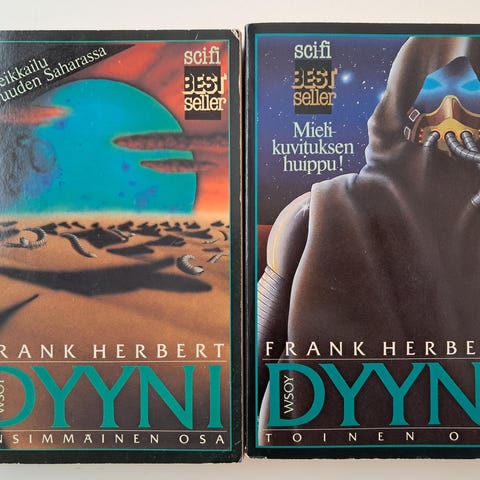 eikkailu
uuden Saharassa
scifi
BEST
seller
FRANK HERBERT
WSOY
DYYNI
ENSIMMÄINEN OSA
scifi
BEST
seller
Mieli-
kuvituksen
huippu!
FRANK HERBE
WSOY
DYYN
TOINEN O